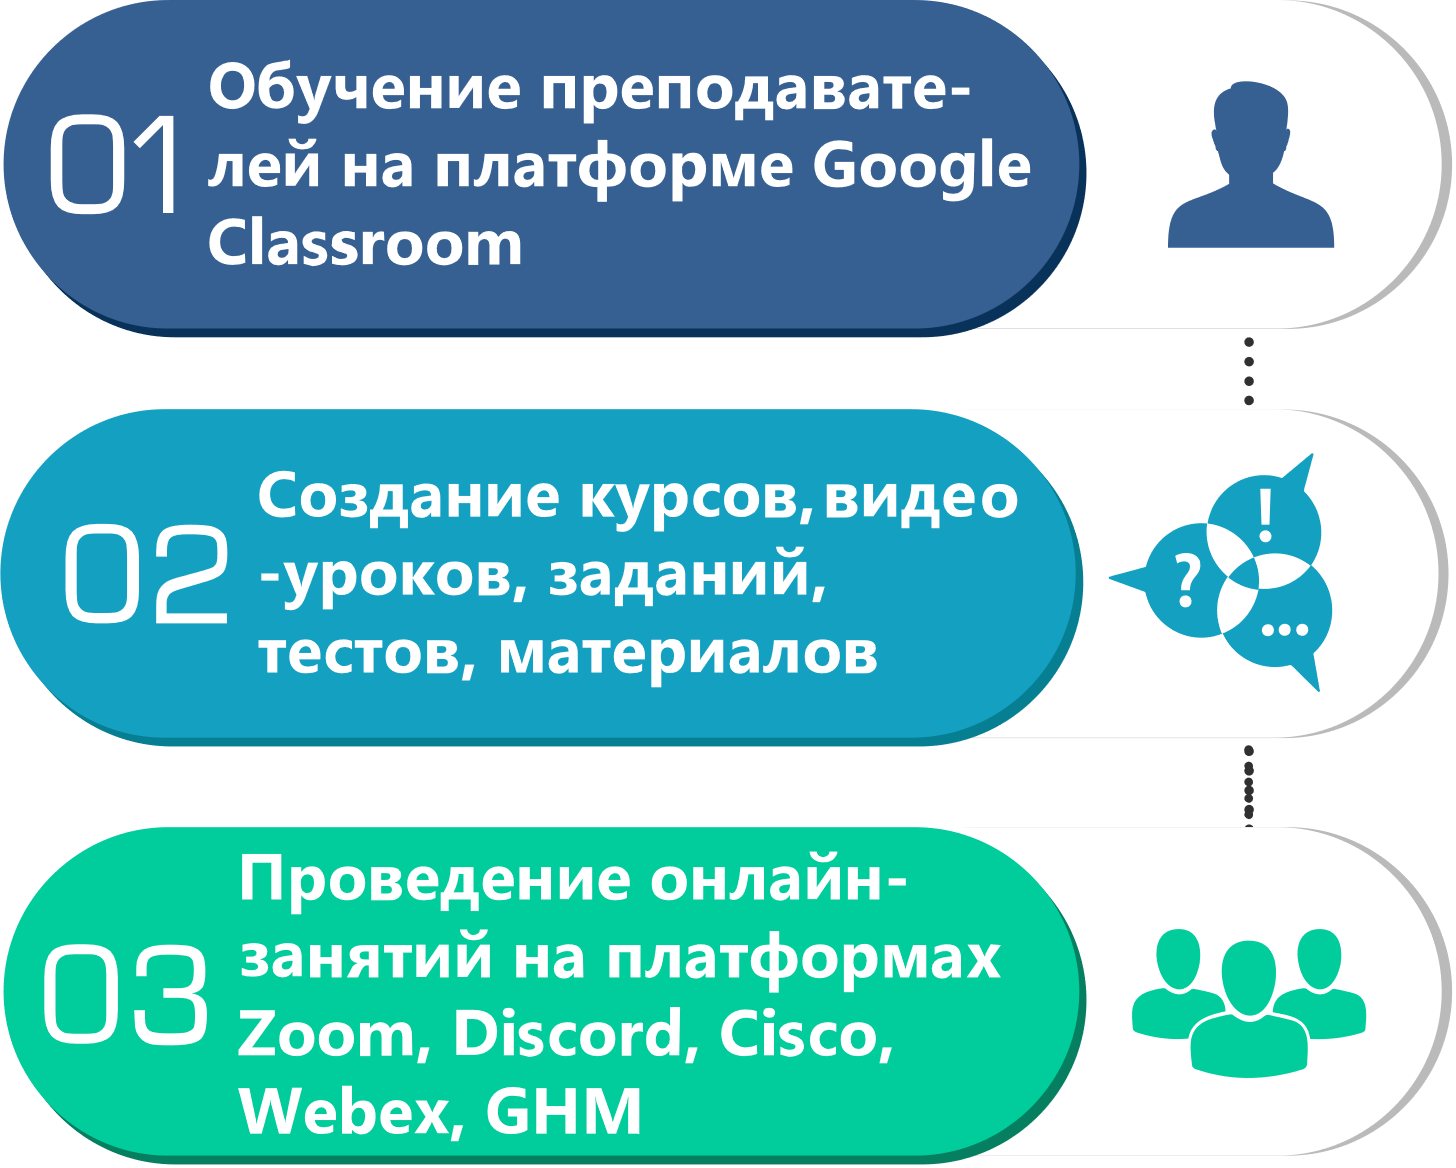 01
Обучение преподавате-
лей на платформе Google
Classroom
02
Создание курсов, видео
-уроков, заданий,
тестов, материалов
!
?
...
03
Проведение онлайн-
занятий на платформах
Zoom, Discord, Cisco,
Webex, GHM